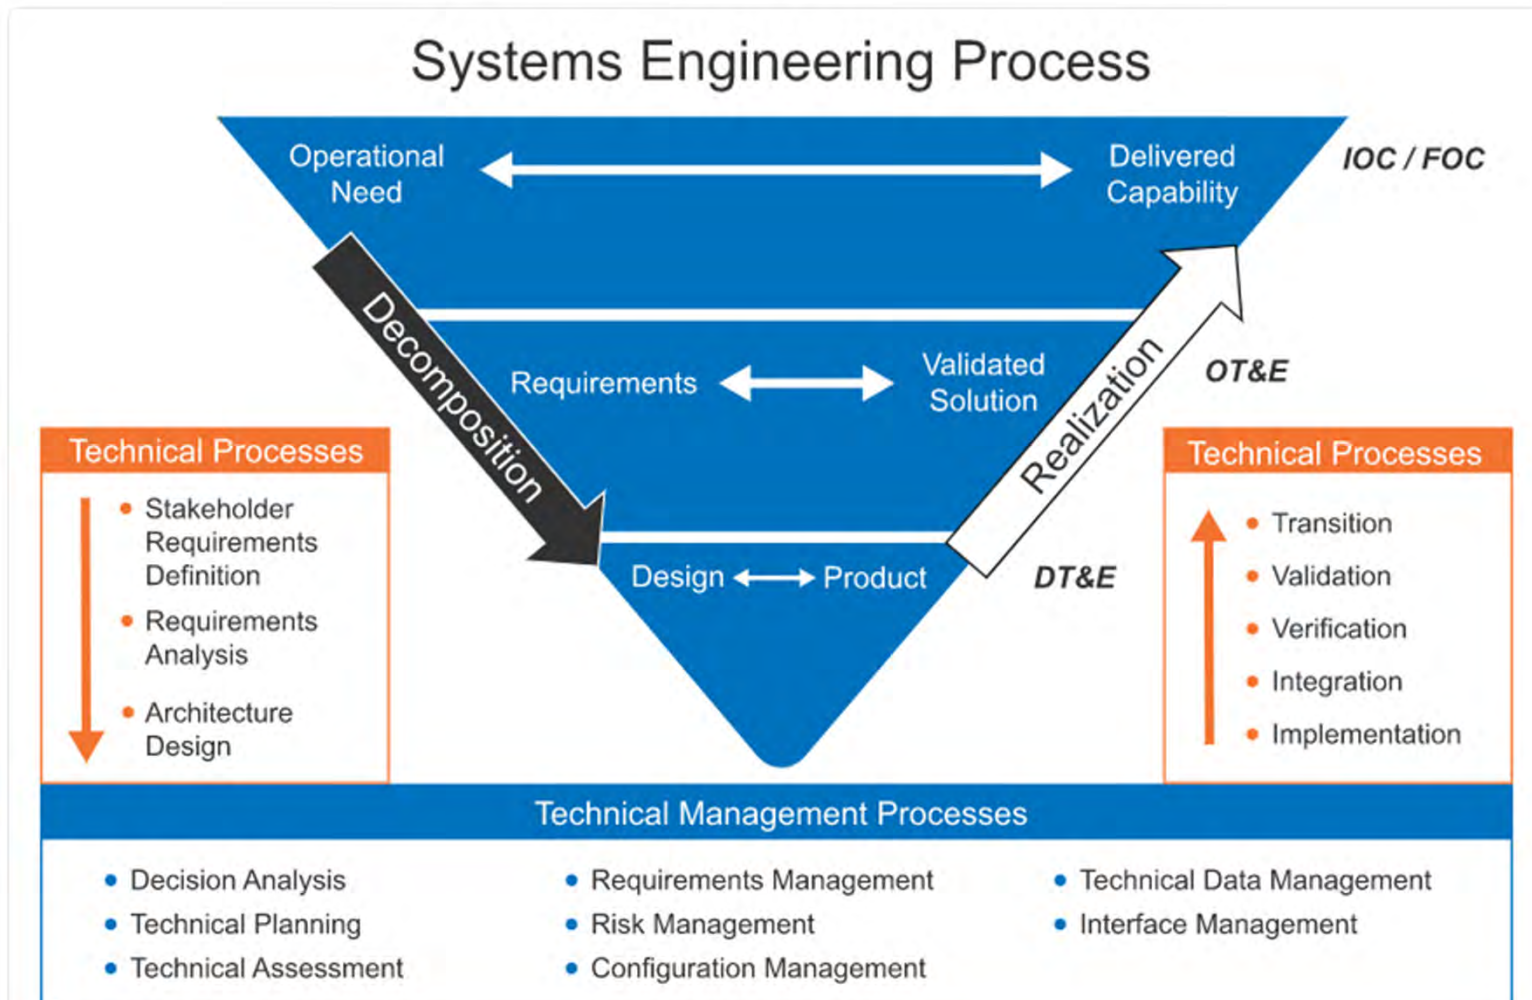 Systems Engineering Process
Operational
Need
Delivered
Capability
IOC / FOC
Decomposition
Requirements
Validated
Solution
Realization
OT&E
Design
Product
DT&E
Technical Processes
Stakeholder
Requirements
Definition
Requirements
Analysis
Architecture
Design
Technical Processes
Transition
Validation
Verification
Integration
Implementation
Technical Management Processes
Decision Analysis
Technical Planning
Technical Assessment
Requirements Management
Risk Management
Configuration Management
Technical Data Management
Interface Management